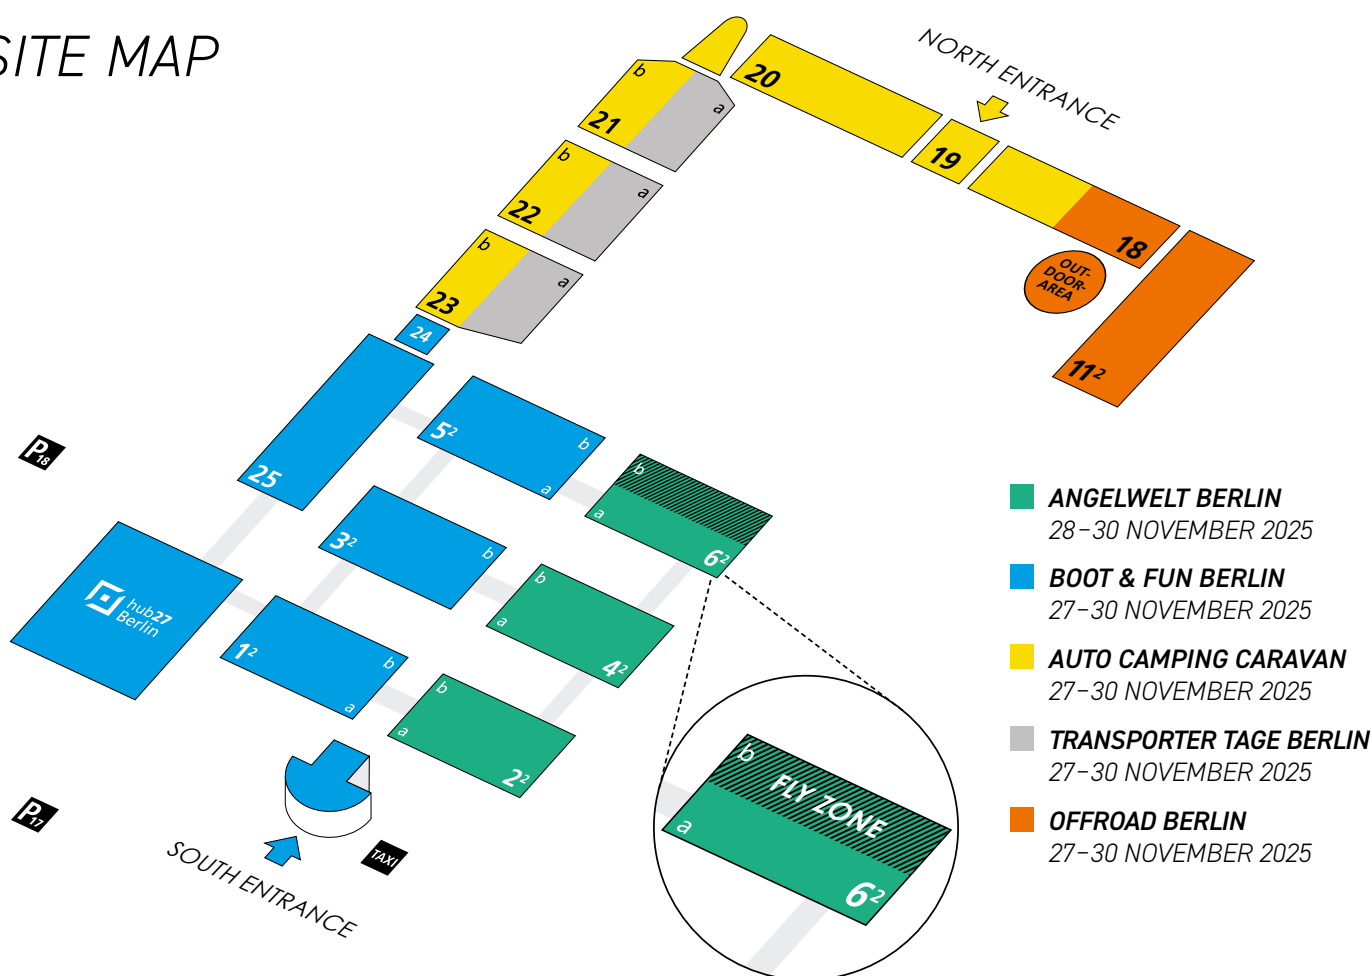 SITE MAP
NORTH ENTRANCE
20
b
21
a
19
b
22
a
18
b
23
a
OUT-
DOOR-
AREA
24
11²
5²
b
a
25
P18
b
a
6²
3²
b
hub27
Berlin
b
a
4²
1²
b
a
b
a
2²
P17
TAXI
SOUTH ENTRANCE
b
FLY ZONE
a
6²
ANGELWELT BERLIN
28–30 NOVEMBER 2025
BOOT & FUN BERLIN
27–30 NOVEMBER 2025
AUTO CAMPING CARAVAN
27–30 NOVEMBER 2025
TRANSPORTER TAGE BERLIN
27–30 NOVEMBER 2025
OFFROAD BERLIN
27–30 NOVEMBER 2025